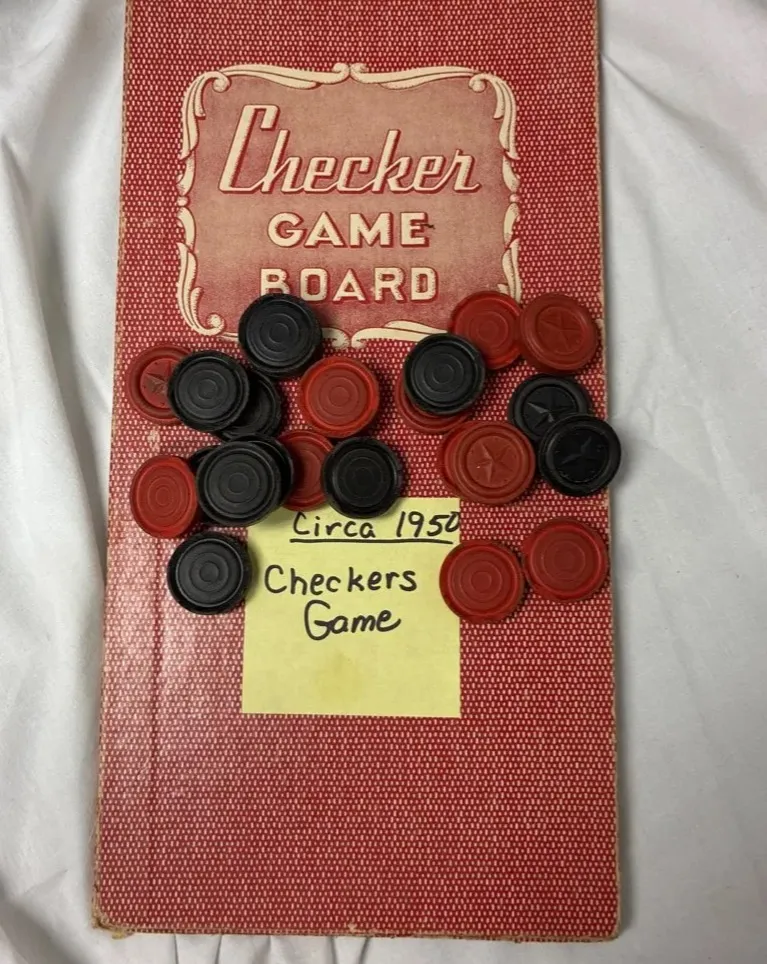 Checker
GAME
BOARD
Circa 1950
Checkers
Game